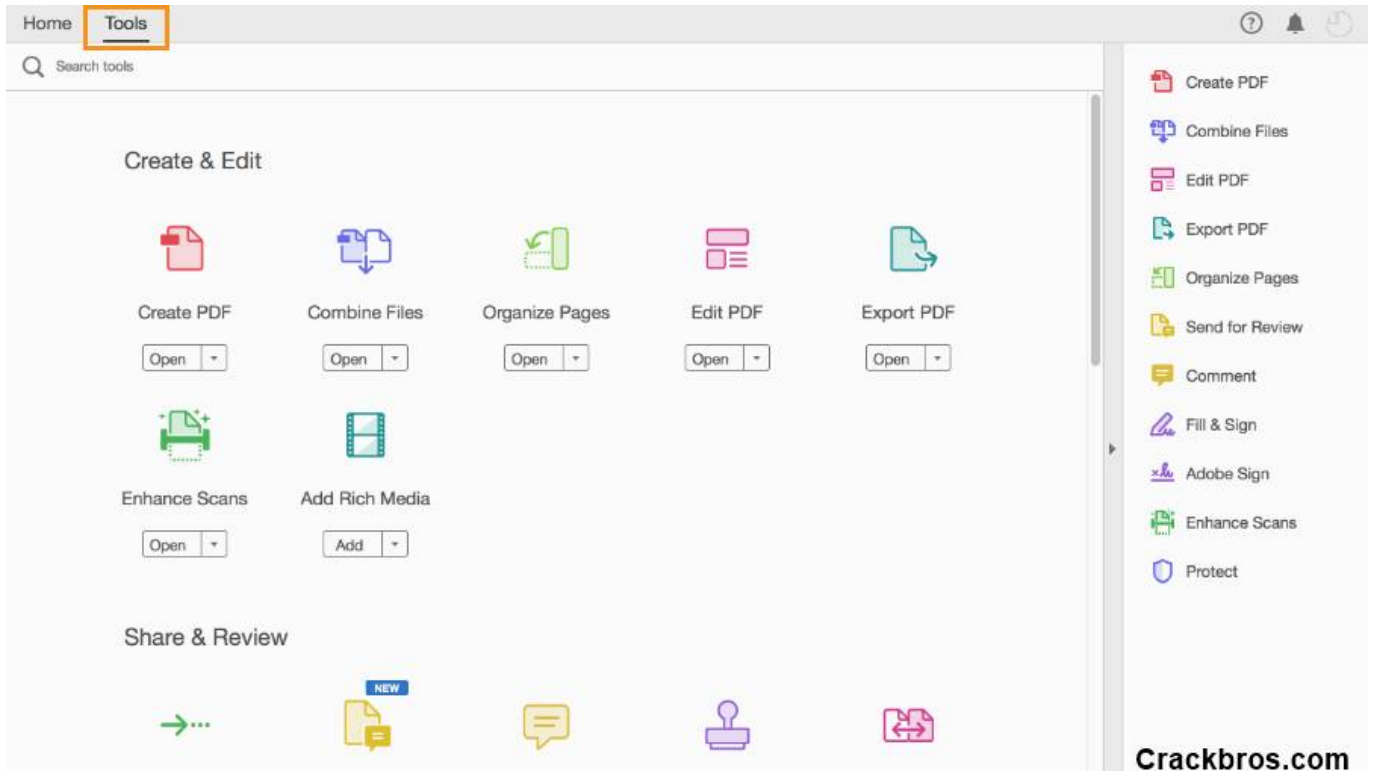 Home Tools
Search tools
Create & Edit
Create PDF Combine Files Organize Pages Edit PDF Export PDF
Open Open Open Open Open
Enhance Scans Add Rich Media
Open Add
Share & Review
NEW
Create PDF
Combine Files
Edit PDF
Export PDF
Organize Pages
Send for Review
Comment
Fill & Sign
Adobe Sign
Enhance Scans
Protect
Crackbros.com